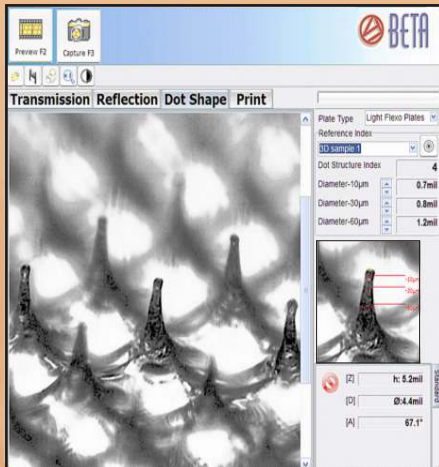 BETA
Preview F2 Capture F3
Transmission Reflection Dot Shape Print
Plate Type Light Flexo Plates
Reference Index
3D sample 1
Dot Structure Index 4
Diameter-10µm 0.7mil
Diameter-30µm 0.8mil
Diameter-60µm 1.2mil
[Z] h: 5.2mil
[D] Ø:4.4mil
[A] 67.1°
Standard